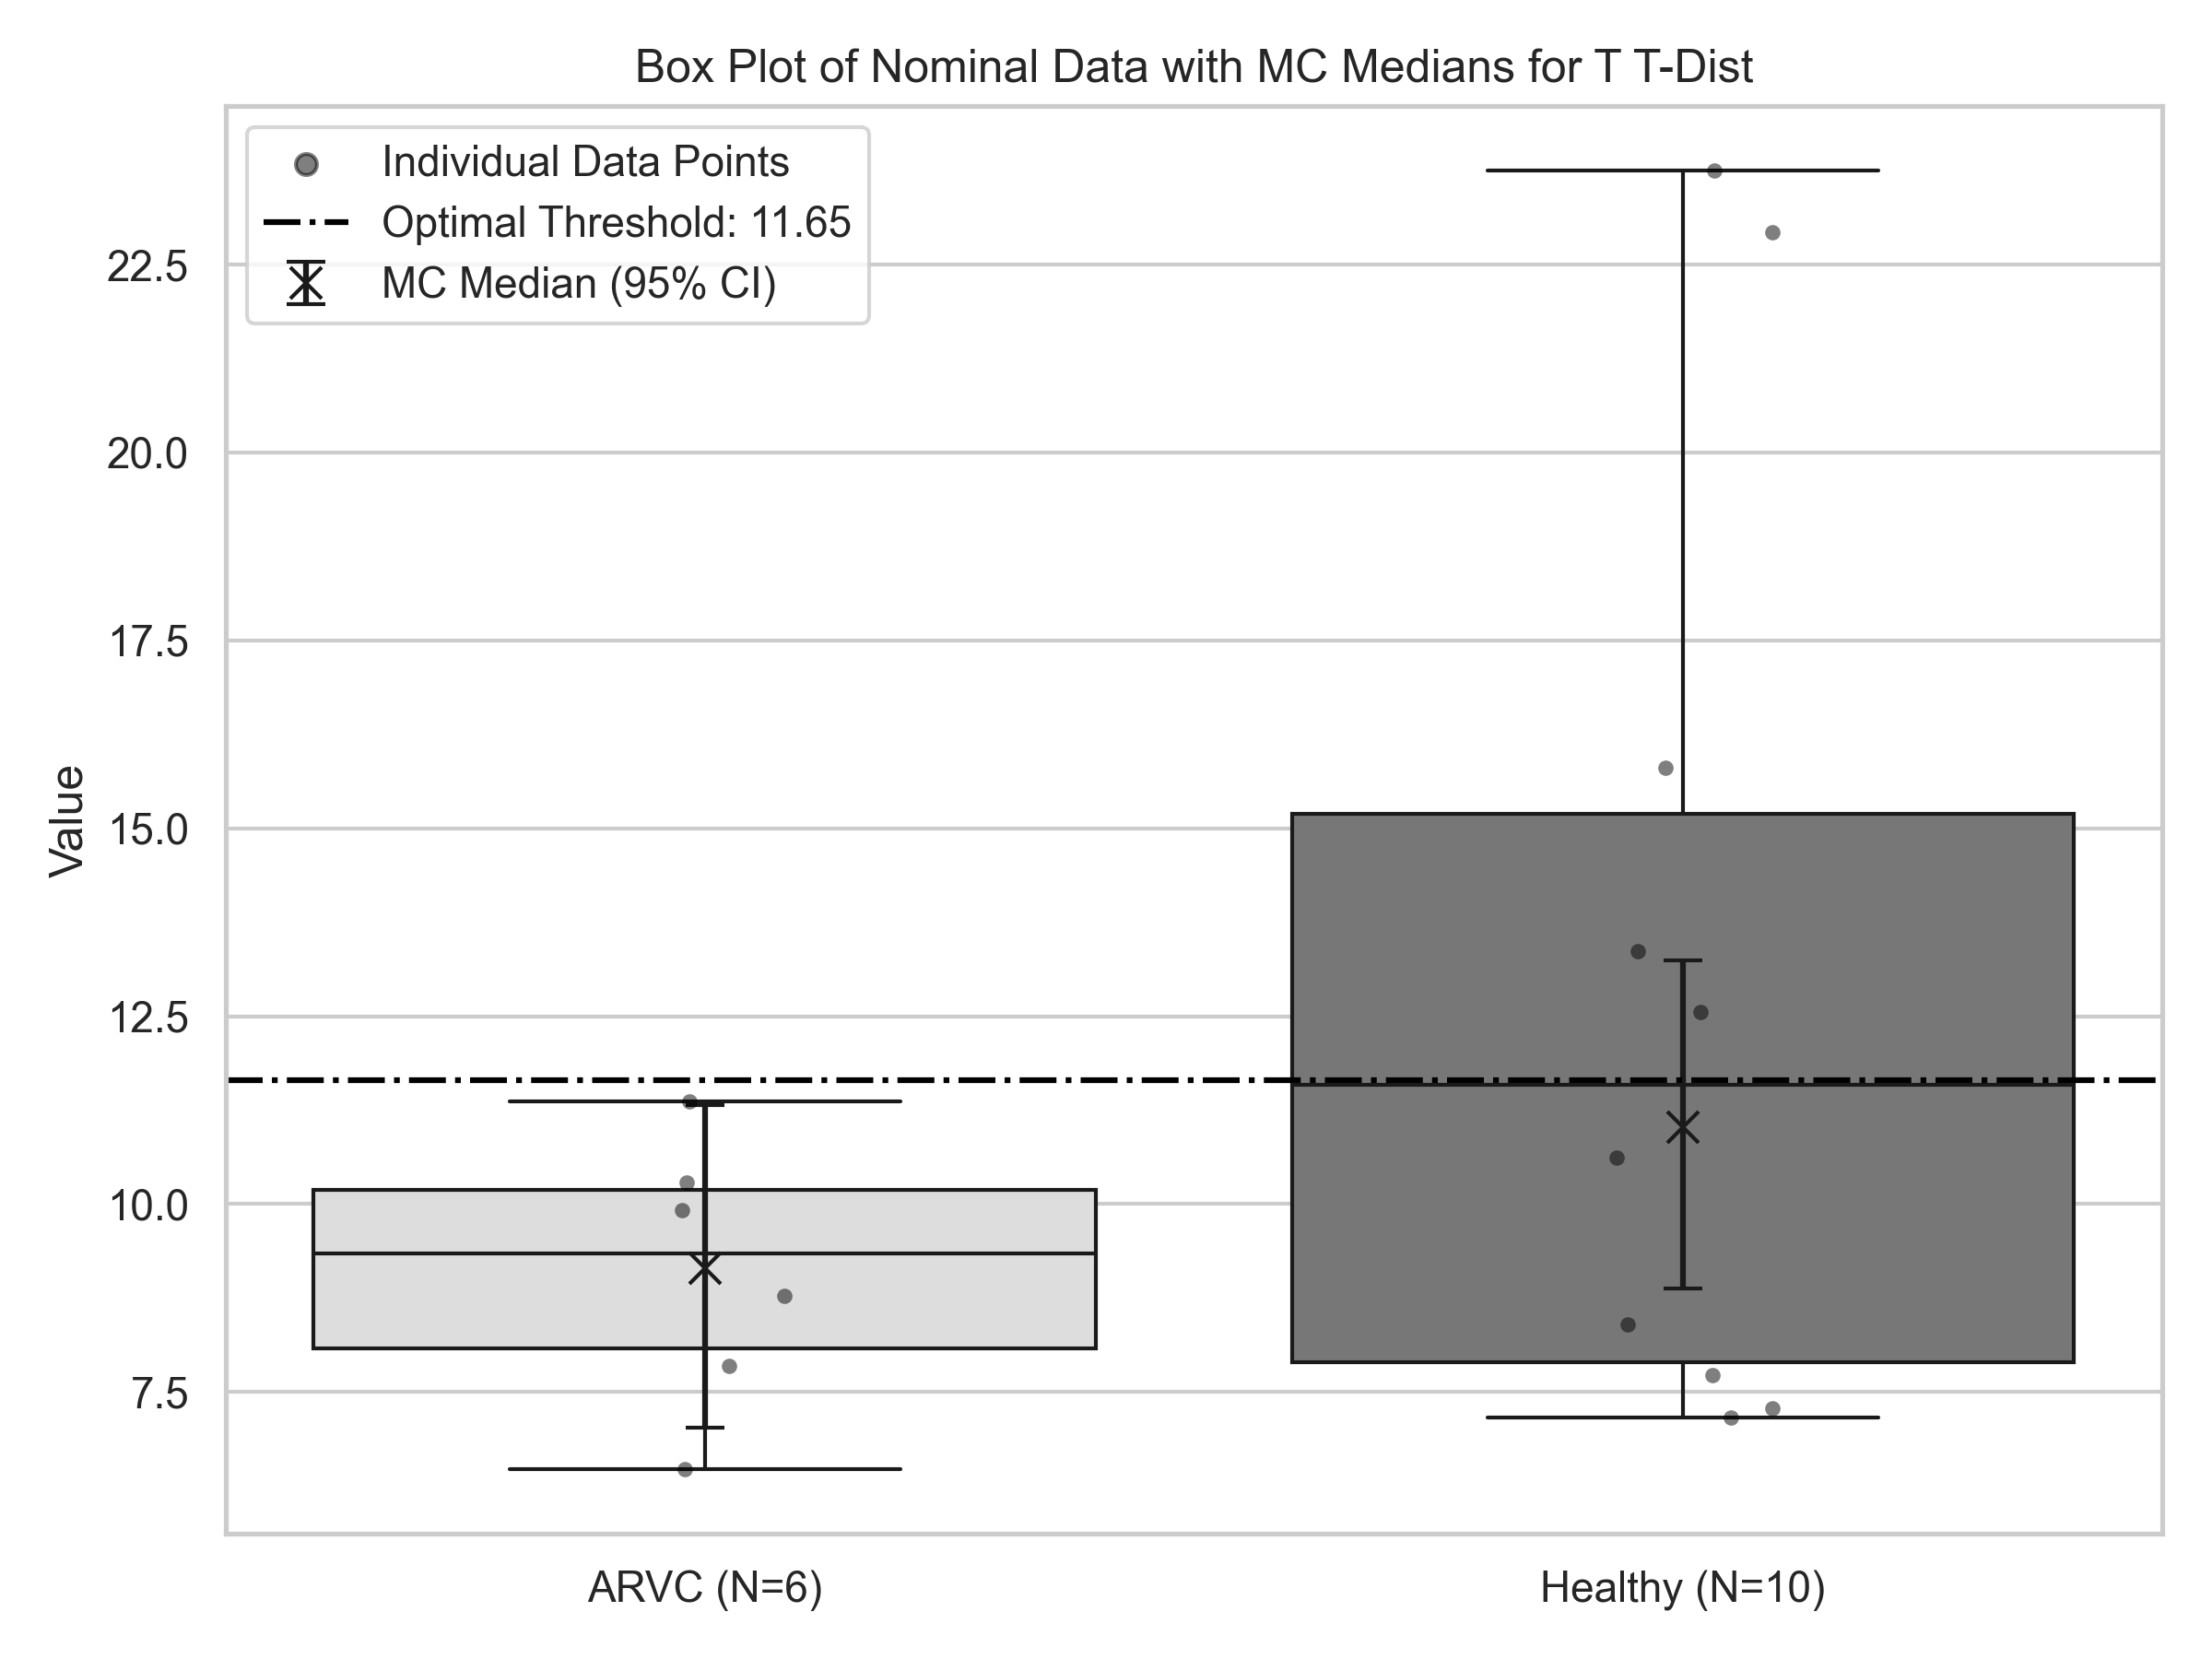 Box Plot of Nominal Data with MC Medians for T T-Dist
Individual Data Points
Optimal Threshold: 11.65
MC Median (95% CI)
22.5
20.0
17.5
15.0
12.5
10.0
7.5
Value
ARVC (N=6)
Healthy (N=10)